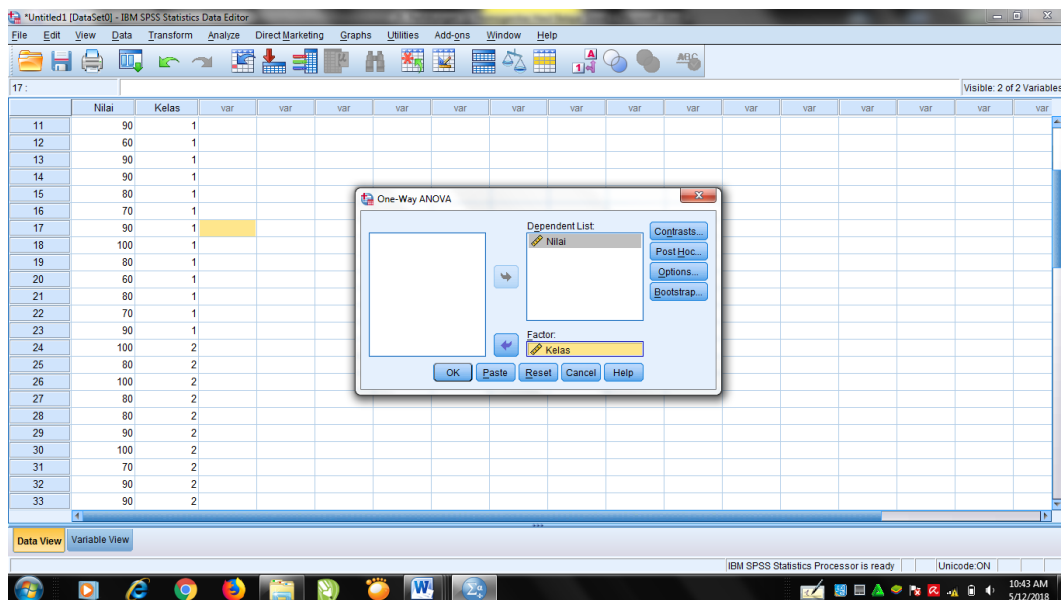 *Untitled1 [DataSet0] - IBM SPSS Statistics Data Editor
File Edit View Data Transform Analyze Direct Marketing Graphs Utilities Add-ons Window Help
17 : Visible: 2 of 2 Variables
Nilai Kelas var var var var var var var var var var var var var var
11 90 1
12 60 1
13 90 1
14 90 1
15 80 1
16 70 1
17 90 1
18 100 1
19 80 1
20 60 1
21 80 1
22 70 1
23 90 1
24 100 2
25 80 2
26 100 2
27 80 2
28 80 2
29 90 2
30 100 2
31 70 2
32 90 2
33 90 2
One-Way ANOVA
Dependent List:
Nilai
Contrasts...
Post Hoc...
Options...
Bootstrap...
Factor:
Kelas
OK Paste Reset Cancel Help
Data View Variable View
IBM SPSS Statistics Processor is ready Unicode:ON
10:43 AM
5/12/2018